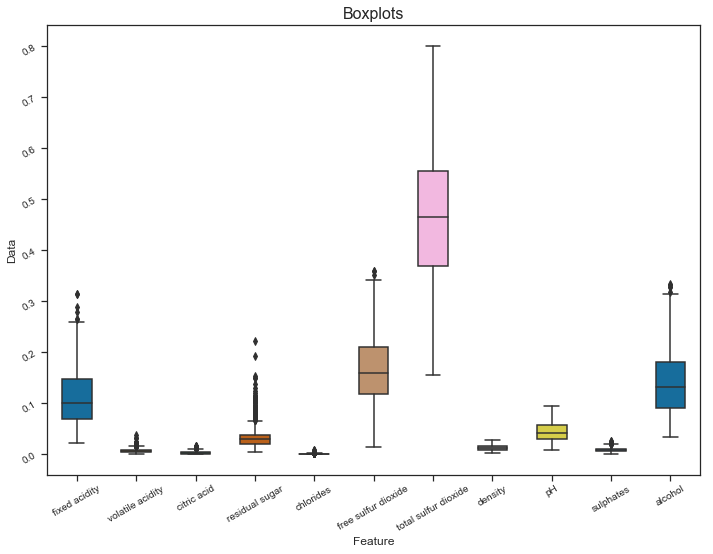 Boxplots
Data
0.8
0.7
0.6
0.5
0.4
0.3
0.2
0.1
0.0
fixed acidity
volatile acidity
citric acid
residual sugar
chlorides
free sulfur dioxide
total sulfur dioxide
density
pH
sulphates
alcohol
Feature